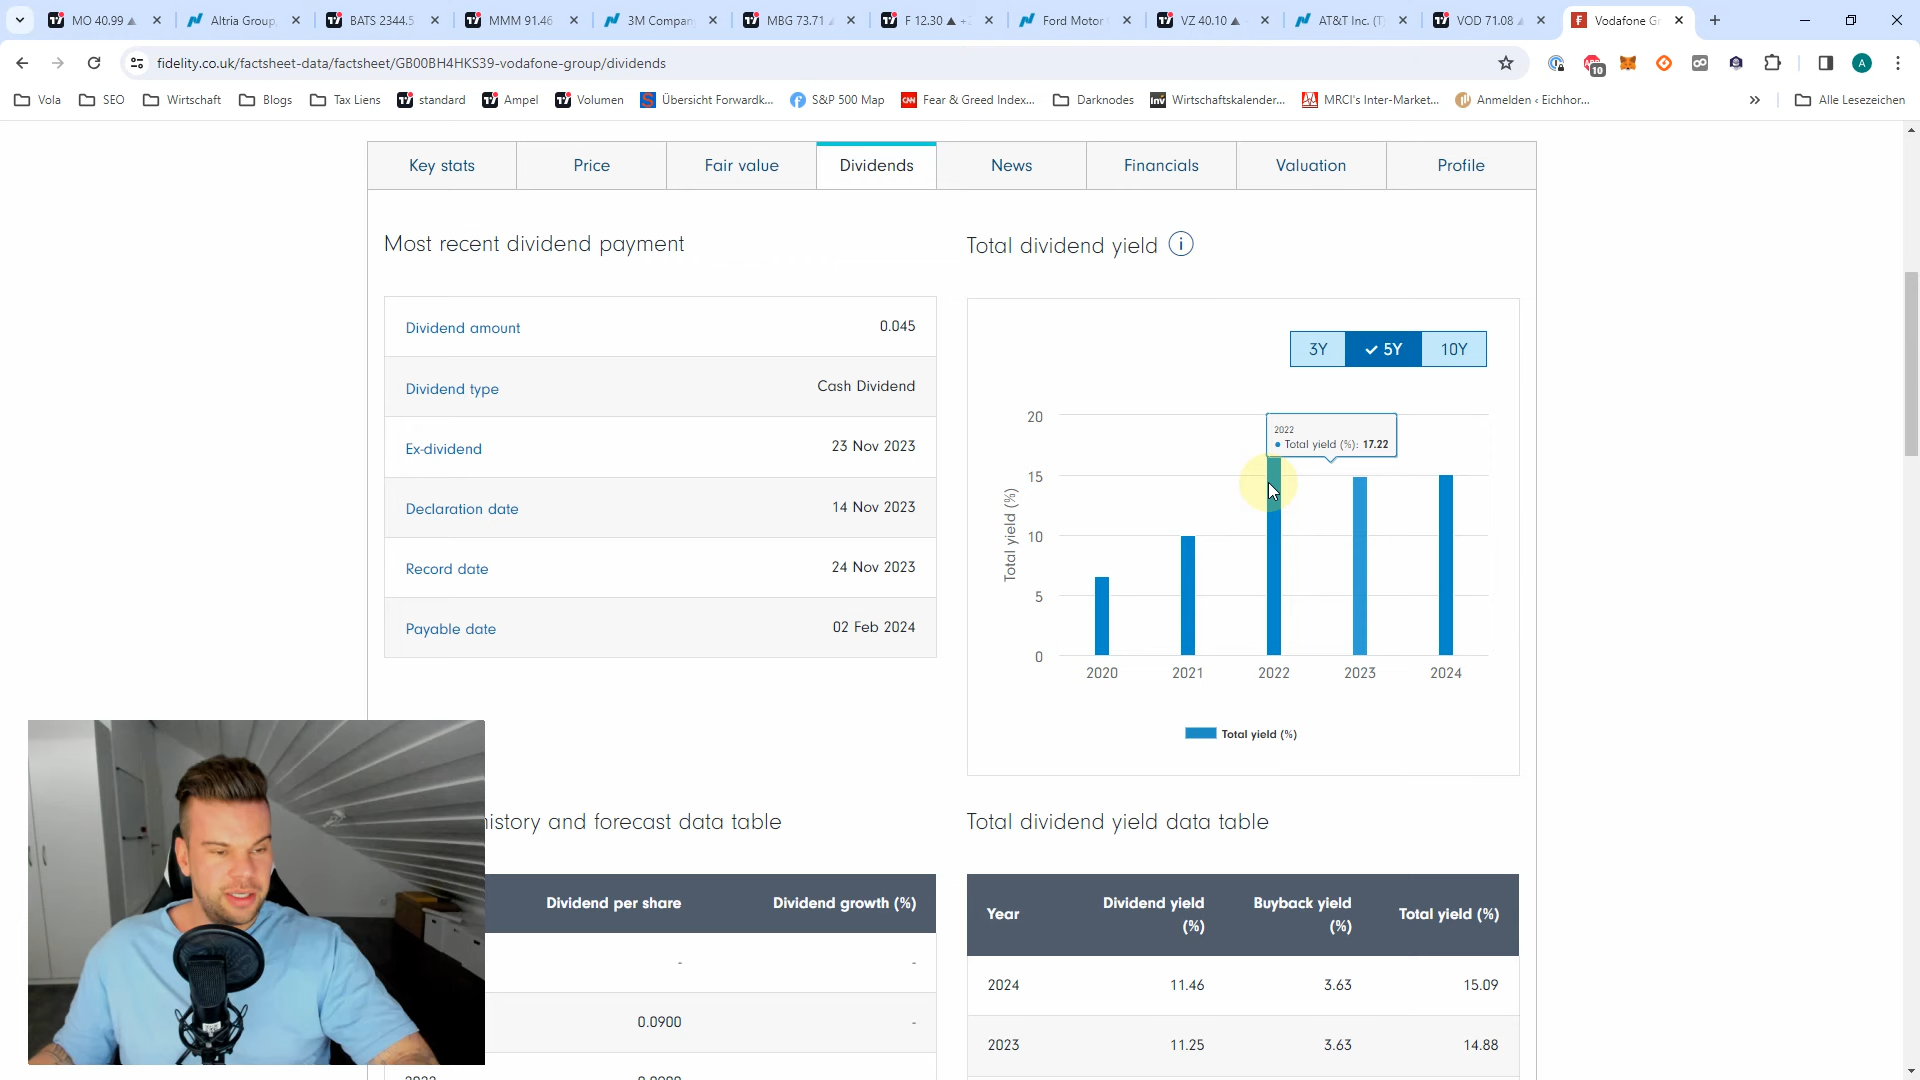 MO 40.99 ▲
Altria Group,
BATS 2344.5
MMM 91.46
3M Compan
MBG 73.71
F 12.30 ▲ +2
Ford Motor
VZ 40.10 ▲
AT&T Inc. (T)
VOD 71.08
Vodafone Gr
fidelity.co.uk/factsheet-data/factsheet/GB00BH4HKS39-vodafone-group/dividends
10
A
Vola
SEO
Wirtschaft
Blogs
Tax Liens
standard
Ampel
Volumen
Übersicht Forwardk...
S&P 500 Map
Fear & Greed Index...
Darknodes
Wirtschaftskalender...
MRCI's Inter-Market...
Anmelden ‹ Eichhor...
»
Alle Lesezeichen
Key stats
Price
Fair value
Dividends
News
Financials
Valuation
Profile
Most recent dividend payment
Dividend amount 0.045
Dividend type Cash Dividend
Ex-dividend 23 Nov 2023
Declaration date 14 Nov 2023
Record date 24 Nov 2023
Payable date 02 Feb 2024
Total dividend yield i
3Y ✓ 5Y 10Y
20
15
10
5
0
Total yield (%)
2022
Total yield (%): 17.22
2020 2021 2022 2023 2024
Total yield (%)
istory and forecast data table
Dividend per share Dividend growth (%)
- -
0.0900 -
Total dividend yield data table
Year Dividend yield (%) Buyback yield (%) Total yield (%)
2024 11.46 3.63 15.09
2023 11.25 3.63 14.88